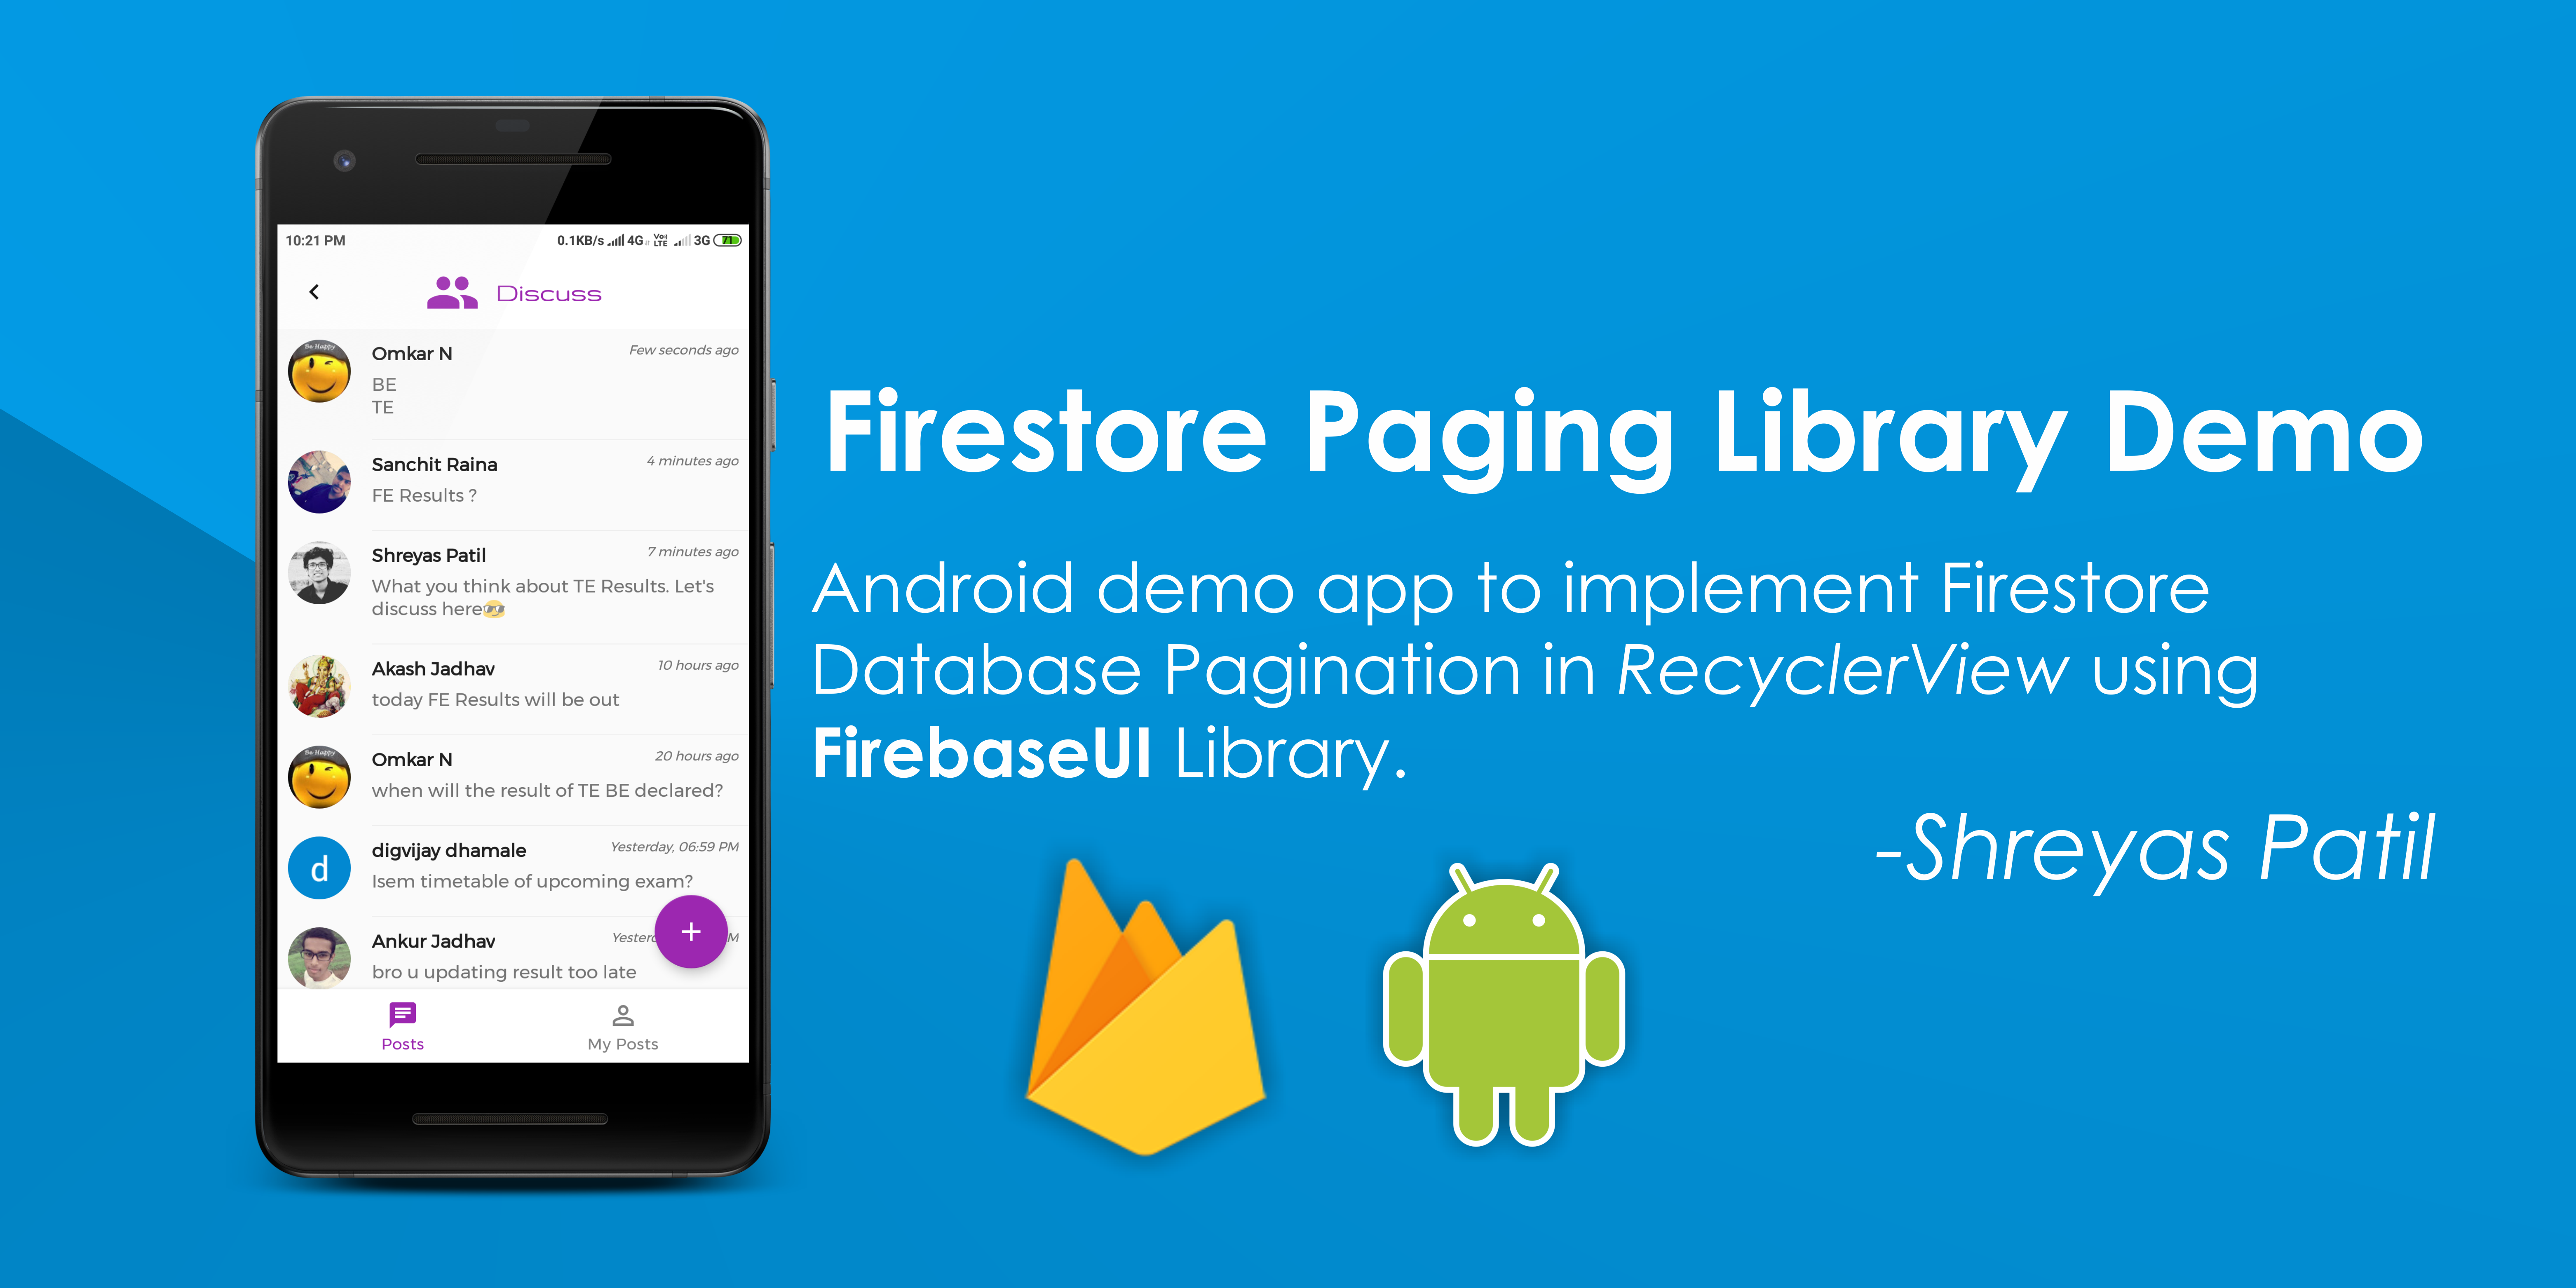 10:21 PM 0.1KB/s 4G VoLTE 3G 71
Discuss
Be Happy
Omkar N Few seconds ago
BE
TE
Sanchit Raina 4 minutes ago
FE Results ?
Shreyas Patil 7 minutes ago
What you think about TE Results. Let's
discuss here😎
Akash Jadhav 10 hours ago
today FE Results will be out
Be Happy
Omkar N 20 hours ago
when will the result of TE BE declared?
d
digvijay dhamale Yesterday, 06:59 PM
Isem timetable of upcoming exam?
Ankur Jadhav
bro u updating result too late
+
Posts My Posts
Firestore Paging Library Demo
Android demo app to implement Firestore
Database Pagination in RecyclerView using
FirebaseUI Library.
-Shreyas Patil